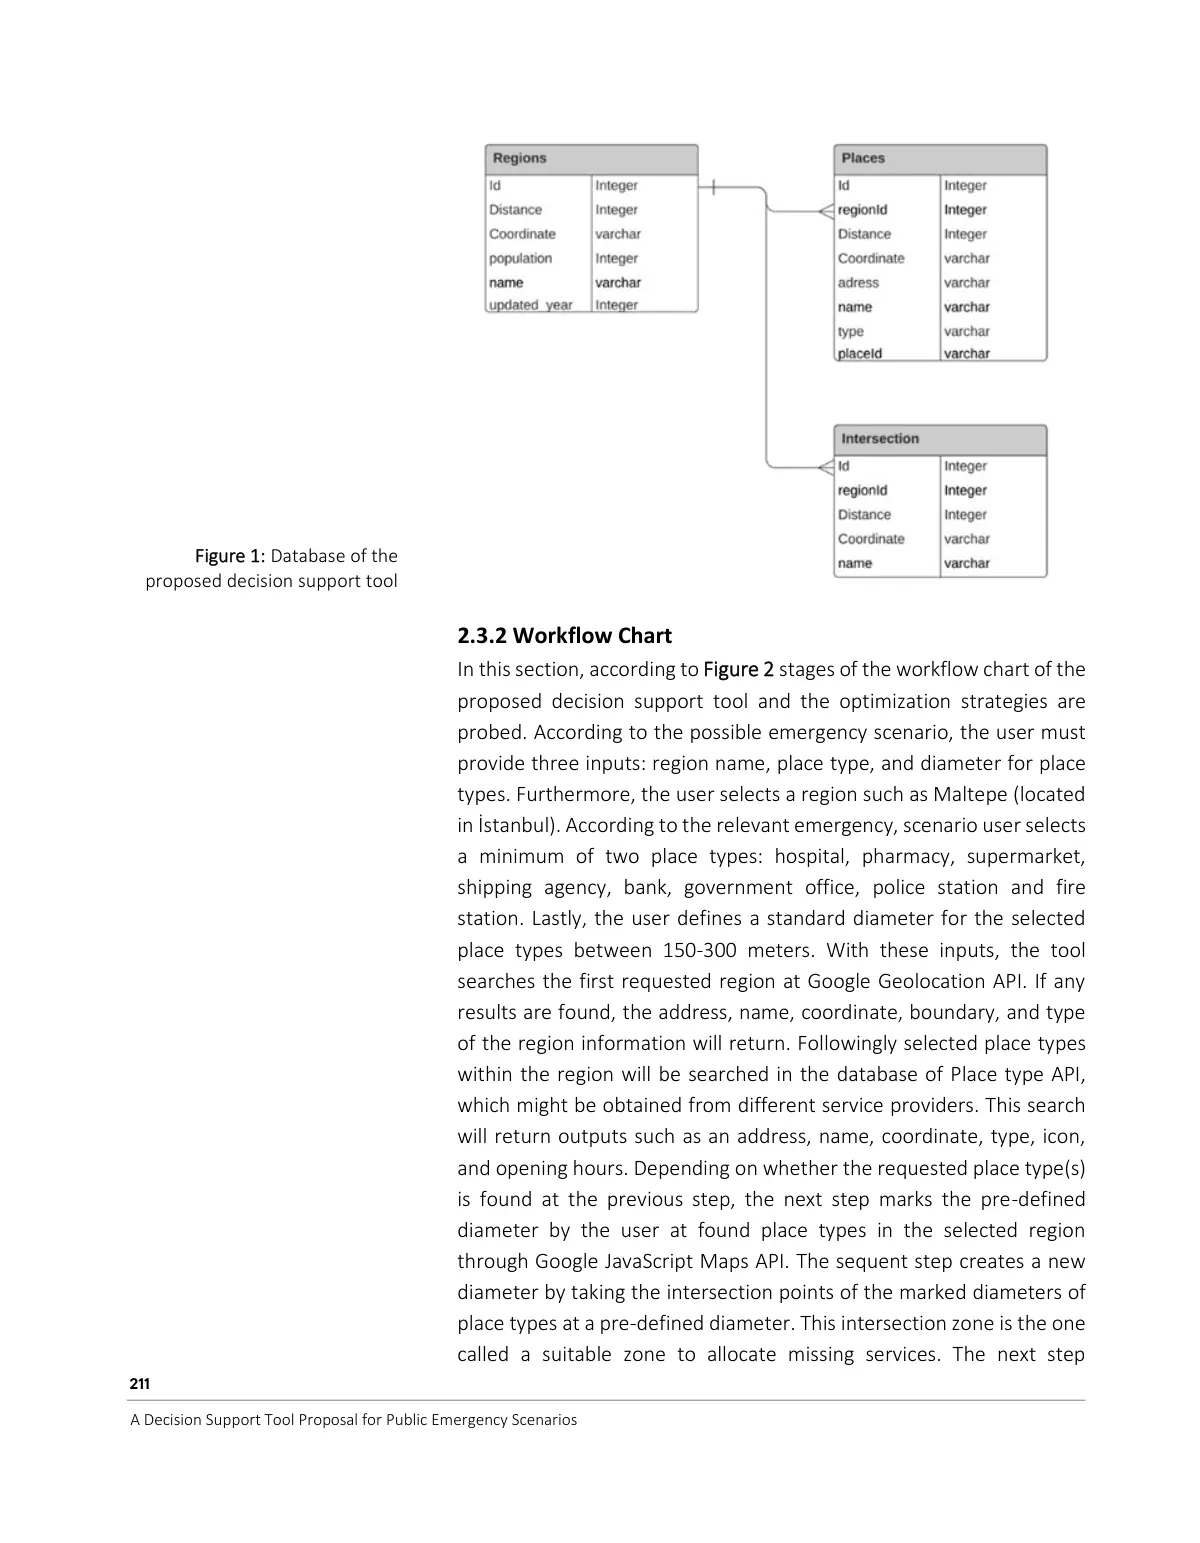 Regions
Id Integer
Distance Integer
Coordinate varchar
population Integer
name varchar
updated_year Integer
Places
Id Integer
regionId Integer
Distance Integer
Coordinate varchar
adress varchar
name varchar
type varchar
placeId varchar
Intersection
Id Integer
regionId Integer
Distance Integer
Coordinate varchar
name varchar
Figure 1: Database of the
proposed decision support tool
2.3.2 Workflow Chart
In this section, according to Figure 2 stages of the workflow chart of the
proposed decision support tool and the optimization strategies are
probed. According to the possible emergency scenario, the user must
provide three inputs: region name, place type, and diameter for place
types. Furthermore, the user selects a region such as Maltepe (located
in İstanbul). According to the relevant emergency, scenario user selects
a minimum of two place types: hospital, pharmacy, supermarket,
shipping agency, bank, government office, police station and fire
station. Lastly, the user defines a standard diameter for the selected
place types between 150-300 meters. With these inputs, the tool
searches the first requested region at Google Geolocation API. If any
results are found, the address, name, coordinate, boundary, and type
of the region information will return. Followingly selected place types
within the region will be searched in the database of Place type API,
which might be obtained from different service providers. This search
will return outputs such as an address, name, coordinate, type, icon,
and opening hours. Depending on whether the requested place type(s)
is found at the previous step, the next step marks the pre-defined
diameter by the user at found place types in the selected region
through Google JavaScript Maps API. The sequent step creates a new
diameter by taking the intersection points of the marked diameters of
place types at a pre-defined diameter. This intersection zone is the one
called a suitable zone to allocate missing services. The next step
211
A Decision Support Tool Proposal for Public Emergency Scenarios